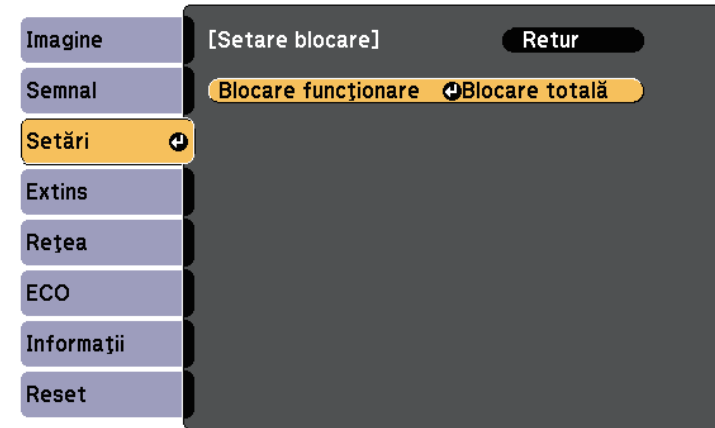 Imagine
Semnal
Setări
Extins
Reţea
ECO
Informaţii
Reset
[Setare blocare] Retur
Blocare funcţionare Blocare totală